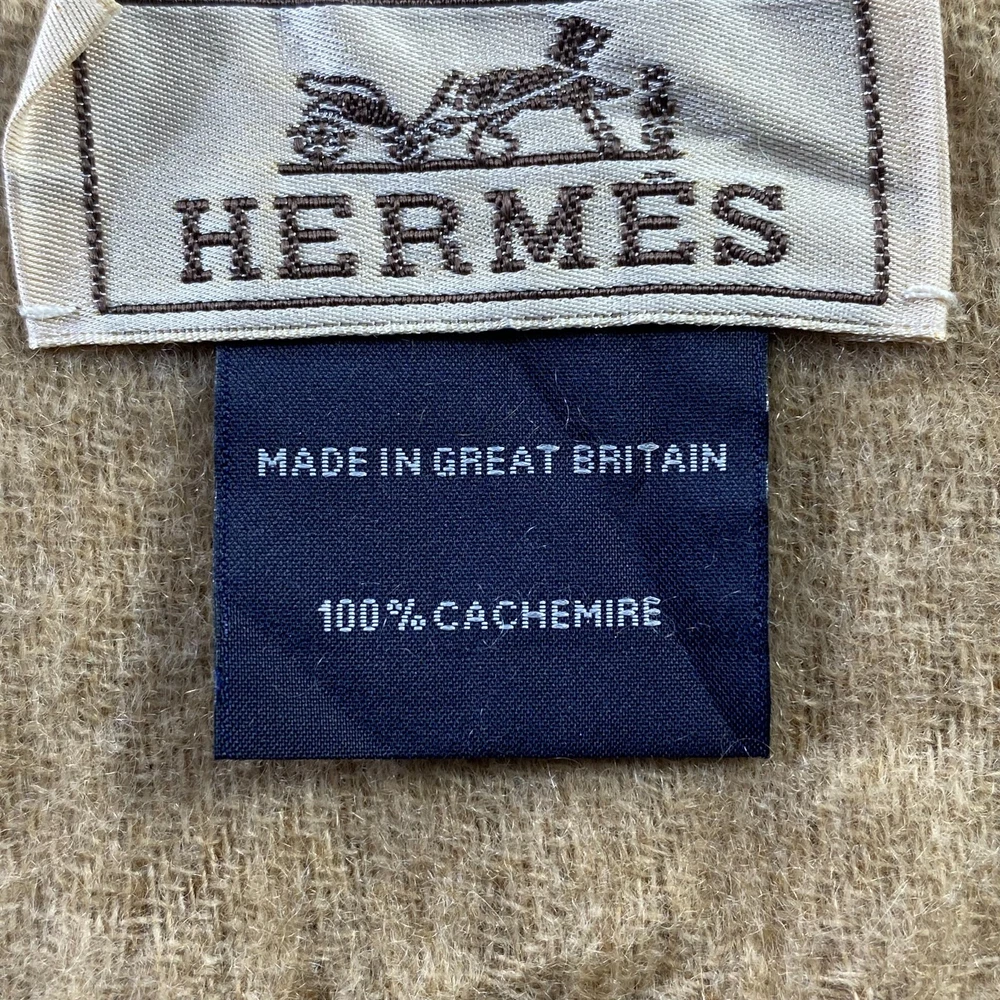 HERMÈS
MADE IN GREAT BRITAIN
100% CACHEMIRE